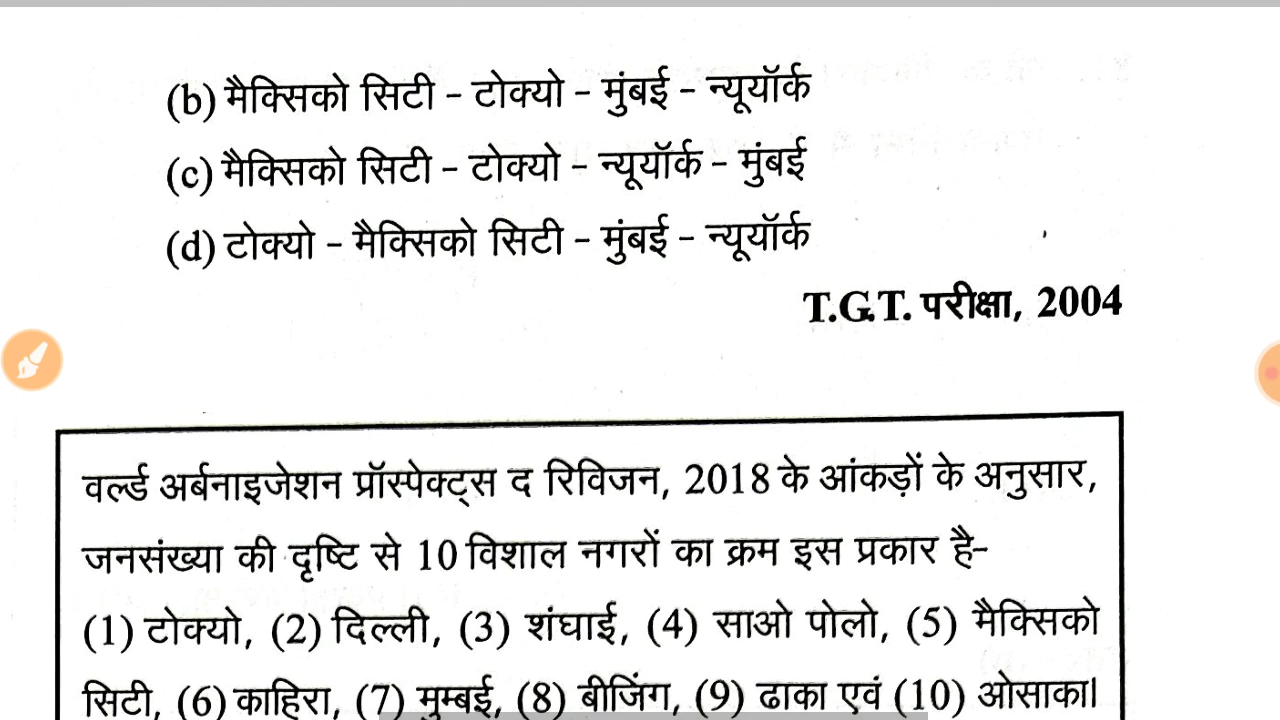 (b) मैक्सिको सिटी - टोक्यो - मुंबई - न्यूयॉर्क
(c) मैक्सिको सिटी - टोक्यो - न्यूयॉर्क - मुंबई
(d) टोक्यो - मैक्सिको सिटी - मुंबई - न्यूयॉर्क
T.G.T. परीक्षा, 2004
वर्ल्ड अर्बनाइजेशन प्रॉस्पेक्ट्स द रिविजन, 2018 के आंकड़ों के अनुसार,
जनसंख्या की दृष्टि से 10 विशाल नगरों का क्रम इस प्रकार है-
(1) टोक्यो, (2) दिल्ली, (3) शंघाई, (4) साओ पोलो, (5) मैक्सिको
सिटी, (6) काहिरा, (7) मुम्बई, (8) बीजिंग, (9) ढाका एवं (10) ओसाका।